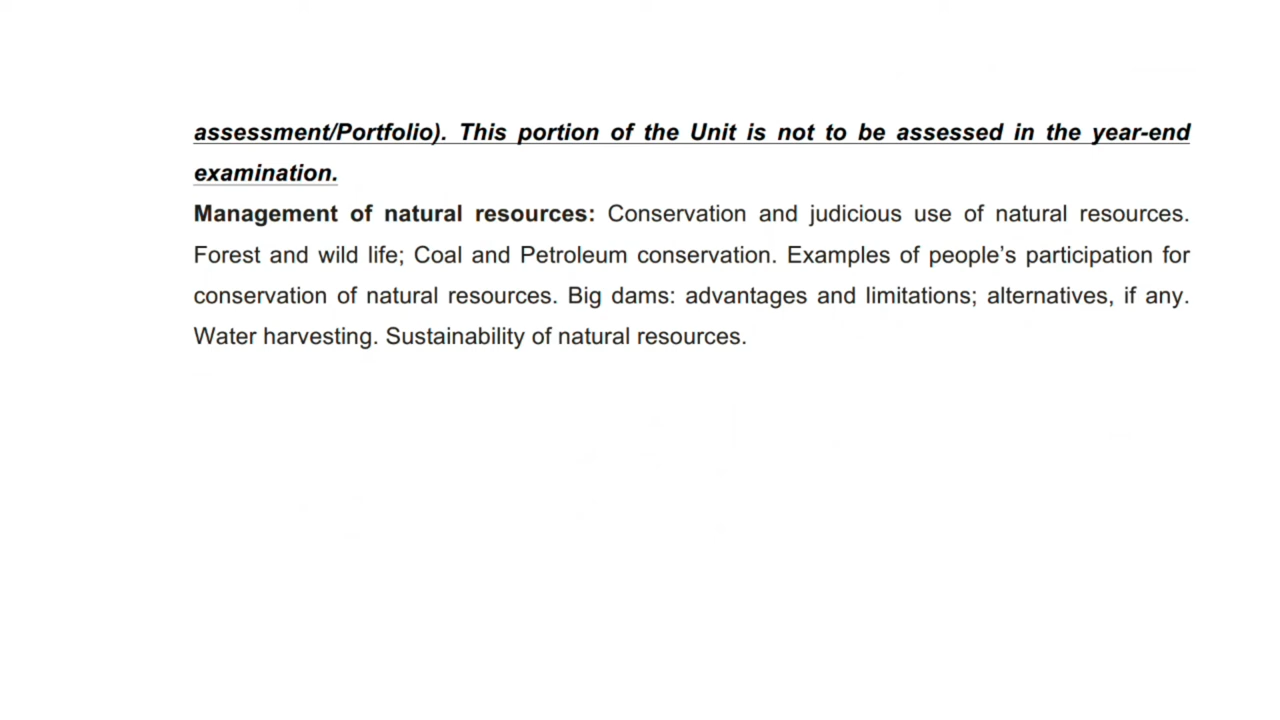 assessment/Portfolio). This portion of the Unit is not to be assessed in the year-end
examination.
Management of natural resources: Conservation and judicious use of natural resources.
Forest and wild life; Coal and Petroleum conservation. Examples of people’s participation for
conservation of natural resources. Big dams: advantages and limitations; alternatives, if any.
Water harvesting. Sustainability of natural resources.